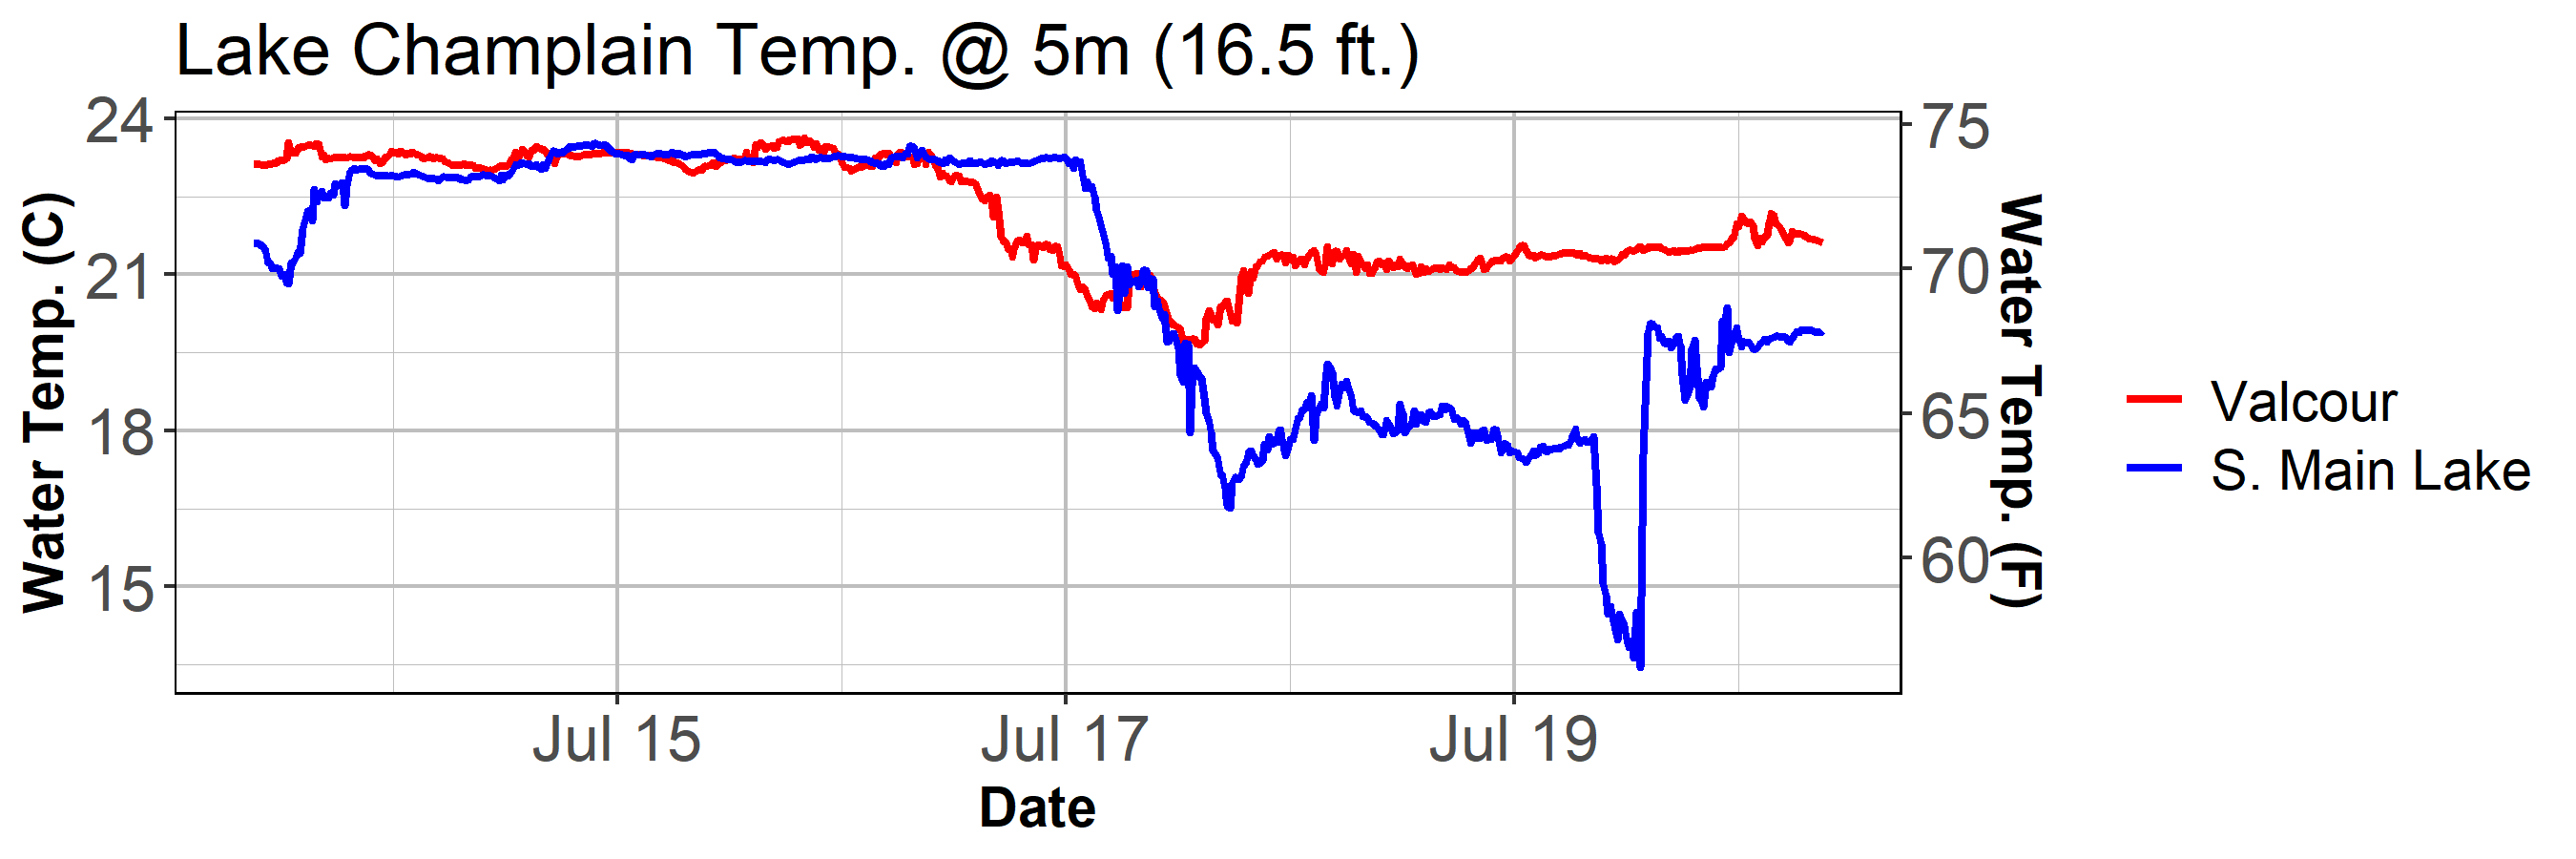 Lake Champlain Temp. @ 5m (16.5 ft.)
Water Temp. (C)
24
21
18
15
75
70
65
60
Water Temp. (F)
Jul 15
Jul 17
Jul 19
Date
Valcour
S. Main Lake